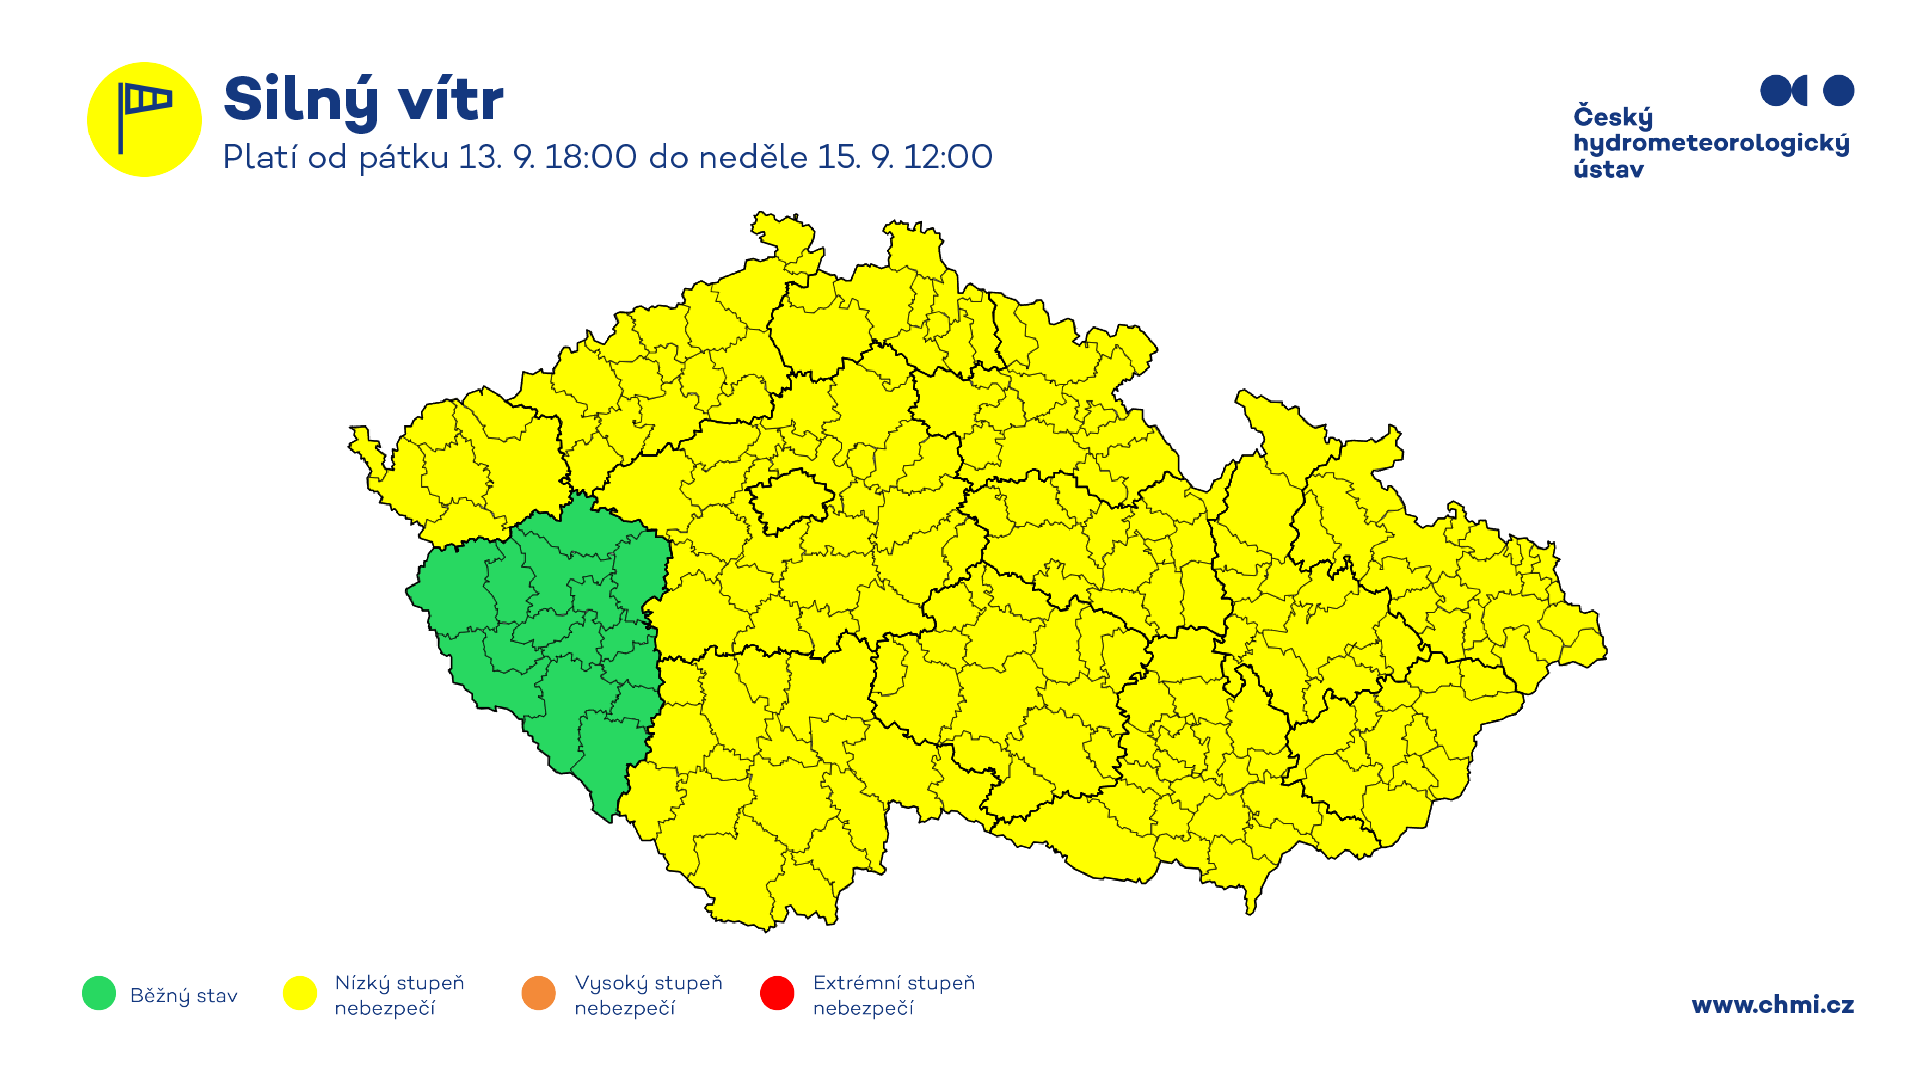 Silný vítr
Platí od pátku 13. 9. 18:00 do neděle 15. 9. 12:00
Český
hydrometeorologický
ústav
Běžný stav
Nízký stupeň
nebezpečí
Vysoký stupeň
nebezpečí
Extrémní stupeň
nebezpečí
www.chmi.cz